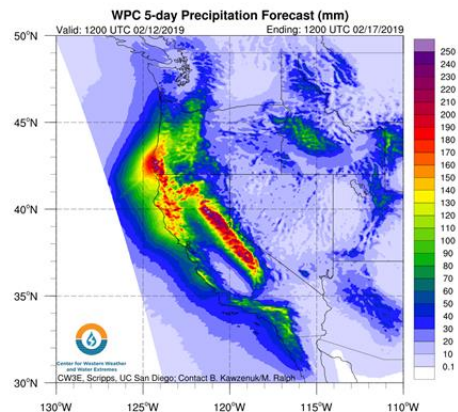 WPC 5-day Precipitation Forecast (mm)
Valid: 1200 UTC 02/12/2019 Ending: 1200 UTC 02/17/2019
50°N
45°N
40°N
35°N
30°N
130°W 125°W 120°W 115°W 110°W
250
230
220
210
200
190
180
170
160
150
140
130
120
110
100
90
80
70
60
50
40
30
20
10
0.1
Center for Western Weather
and Water Extremes
CW3E, Scripps, UC San Diego; Contact B. Kawzenuk/M. Ralph